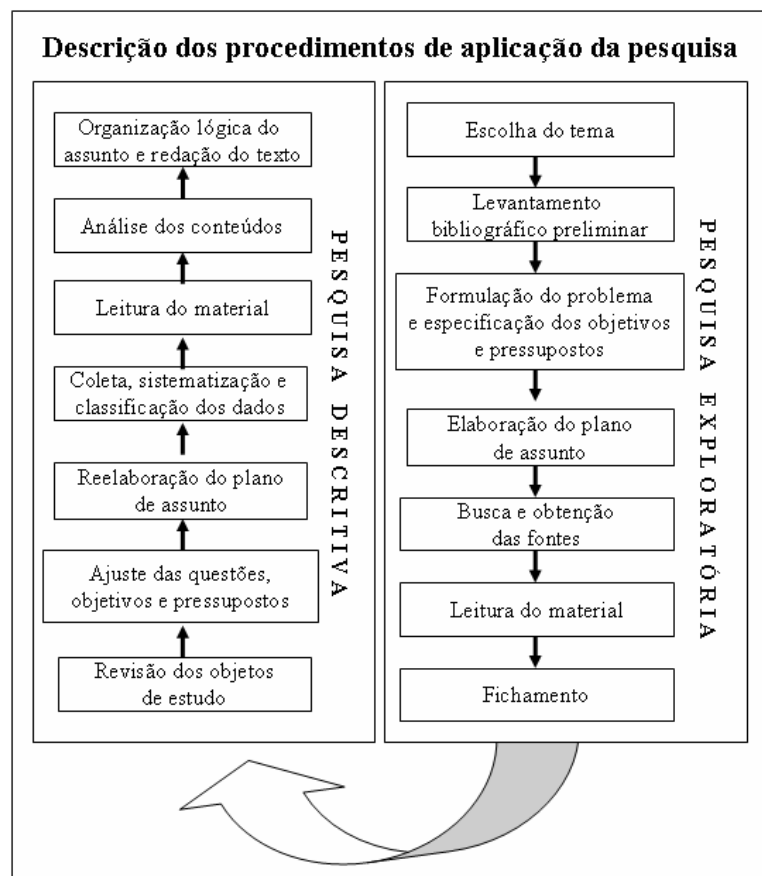 Descrição dos procedimentos de aplicação da pesquisa
Organização lógica do
assunto e redação do texto
Análise dos conteúdos
Leitura do material
Coleta, sistematização e
classificação dos dados
Reelaboração do plano
de assunto
Ajuste das questões,
objetivos e pressupostos
Revisão dos objetos
de estudo
PESQUISA DESCRITIVA
Escolha do tema
Levantamento
bibliográfico preliminar
Formulação do problema
e especificação dos objetivos
e pressupostos
Elaboração do plano
de assunto
Busca e obtenção
das fontes
Leitura do material
Fichamento
PESQUISA EXPLORATÓRIA